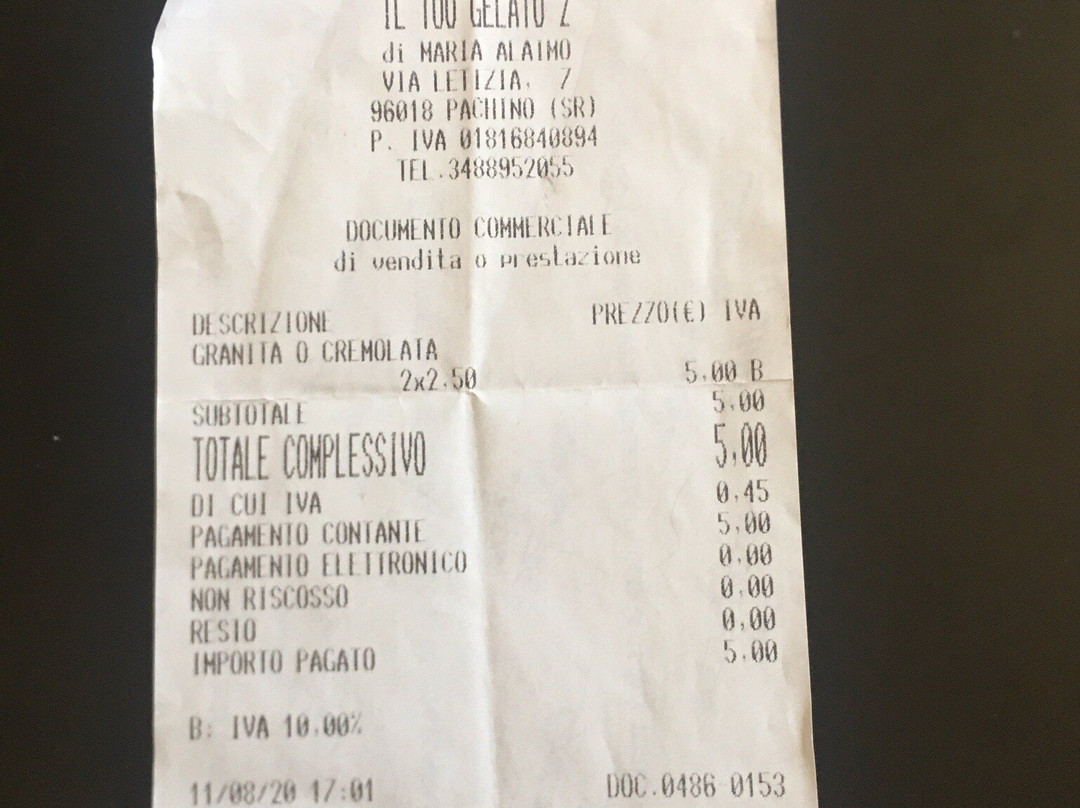 IL TUO GELATO 2
di MARIA ALAIMO
VIA LETIZIA, 7
96018 PACHINO (SR)
P. IVA 01816840894
TEL.3488952055
DOCUMENTO COMMERCIALE
di vendita o prestazione
DESCRIZIONE PREZZO(€) IVA
GRANITA O CREMOLATA
2x2,50 5,00 B
SUBTOTALE 5,00
TOTALE COMPLESSIVO 5,00
DI CUI IVA 0,45
PAGAMENTO CONTANTE 5,00
PAGAMENTO ELETTRONICO 0,00
NON RISCOSSO 0,00
RESTO 0,00
IMPORTO PAGATO 5,00
B: IVA 10,00%
11/08/20 17:01 DOC.0486 0153